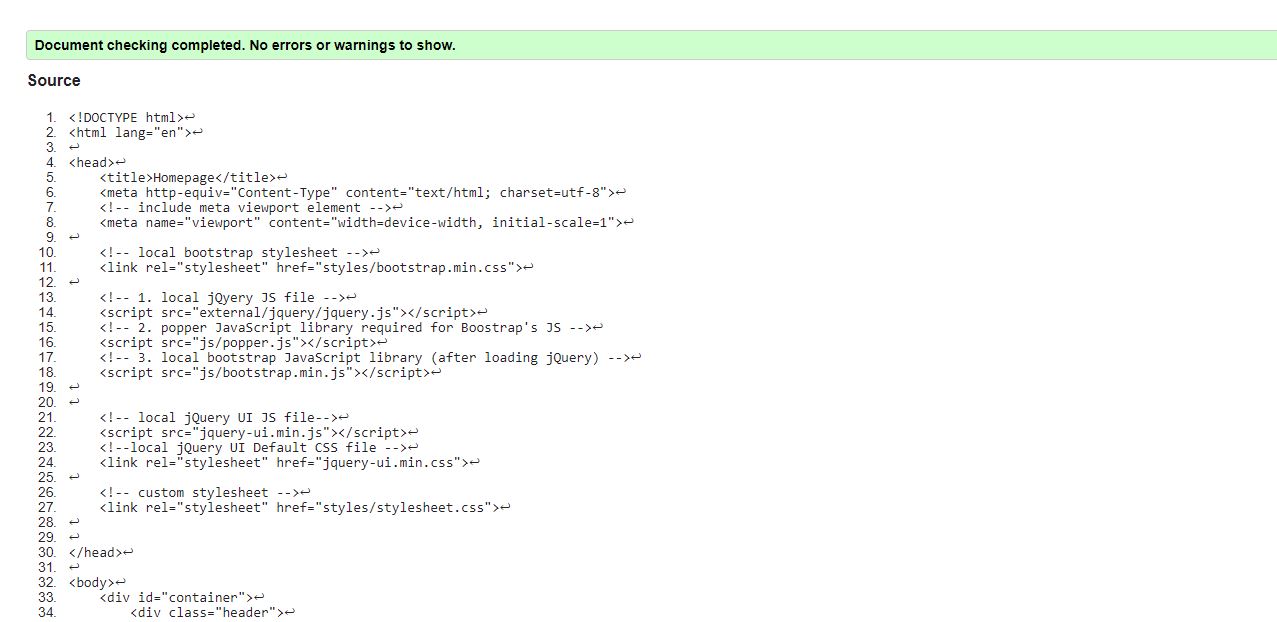 Document checking completed. No errors or warnings to show.
Source
1. <!DOCTYPE html>↩
2. <html lang="en">↩
3. ↩
4. <head>↩
5.     <title>Homepage</title>↩
6.     <meta http-equiv="Content-Type" content="text/html; charset=utf-8">↩
7.     <!-- include meta viewport element -->↩
8.     <meta name="viewport" content="width=device-width, initial-scale=1">↩
9. ↩
10.     <!-- local bootstrap stylesheet -->↩
11.     <link rel="stylesheet" href="styles/bootstrap.min.css">↩
12. ↩
13.     <!-- 1. local jQyery JS file -->↩
14.     <script src="external/jquery/jquery.js"></script>↩
15.     <!-- 2. popper JavaScript library required for Boostrap's JS -->↩
16.     <script src="js/popper.js"></script>↩
17.     <!-- 3. local bootstrap JavaScript library (after loading jQuery) -->↩
18.     <script src="js/bootstrap.min.js"></script>↩
19. ↩
20. ↩
21.     <!-- local jQuery UI JS file-->↩
22.     <script src="jquery-ui.min.js"></script>↩
23.     <!--local jQuery UI Default CSS file -->↩
24.     <link rel="stylesheet" href="jquery-ui.min.css">↩
25. ↩
26.     <!-- custom stylesheet -->↩
27.     <link rel="stylesheet" href="styles/stylesheet.css">↩
28. ↩
29. ↩
30. </head>↩
31. ↩
32. <body>↩
33.     <div id="container">↩
34.         <div class="header">↩